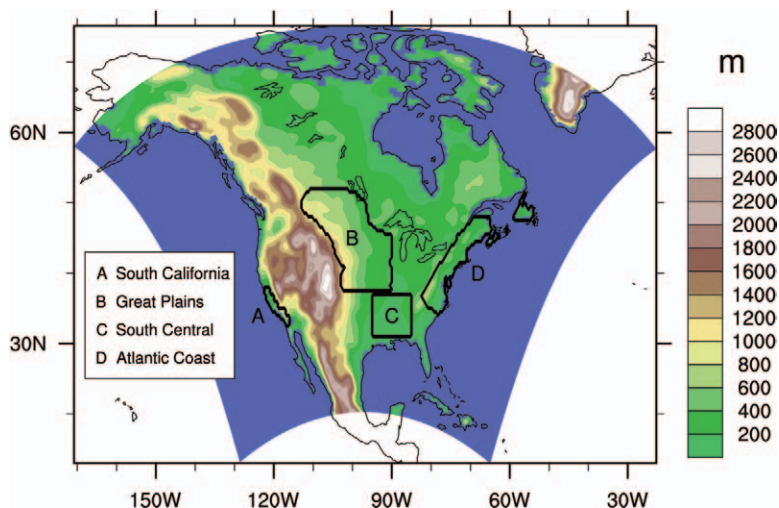 m
60N
30N
150W 120W 90W 60W 30W
A South California
B Great Plains
C South Central
D Atlantic Coast
A
B
C
D
2800
2600
2400
2000
1800
1600
1400
1200
1000
800
600
400
200